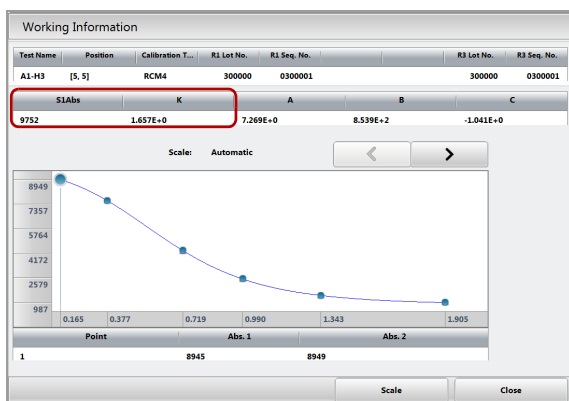 Working Information
Test Name Position Calibration T... R1 Lot No. R1 Seq. No. R3 Lot No. R3 Seq. No.
A1-H3 [5, 5] RCM4 300000 0300001 300000 0300001
S1Abs K A B C
9752 1.657E+0 7.269E+0 8.539E+2 -1.041E+0
Scale: Automatic
8949
7357
5764
4172
2579
987
0.165 0.377 0.719 0.990 1.343 1.905
Point Abs. 1 Abs. 2
1 8945 8949
Scale Close